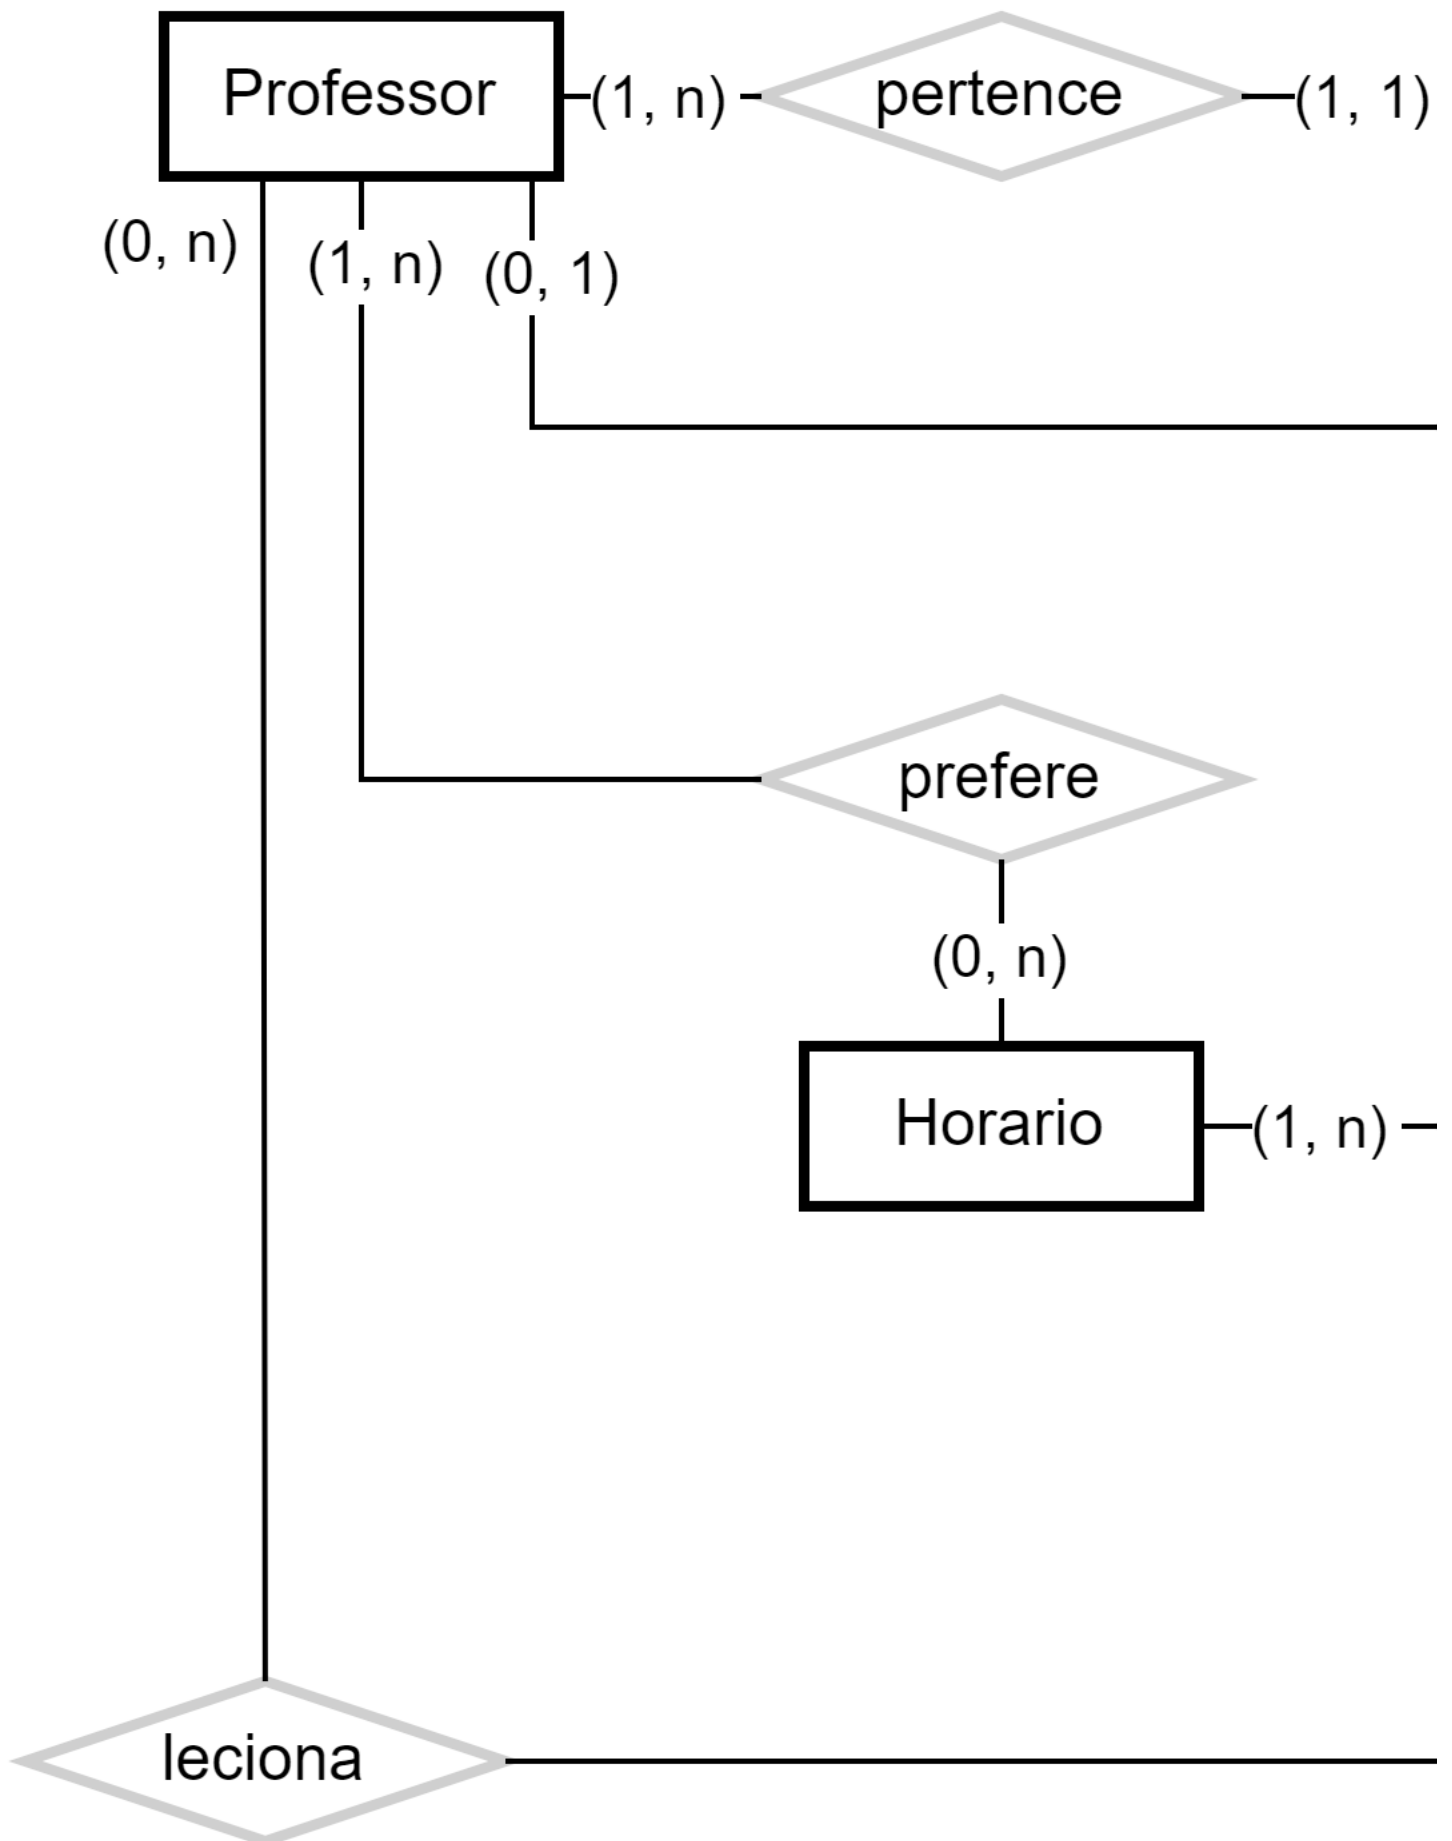 Professor
(1, n)
pertence
(1, 1)
(0, n)
(1, n)
(0, 1)
prefere
(0, n)
Horario
(1, n)
leciona